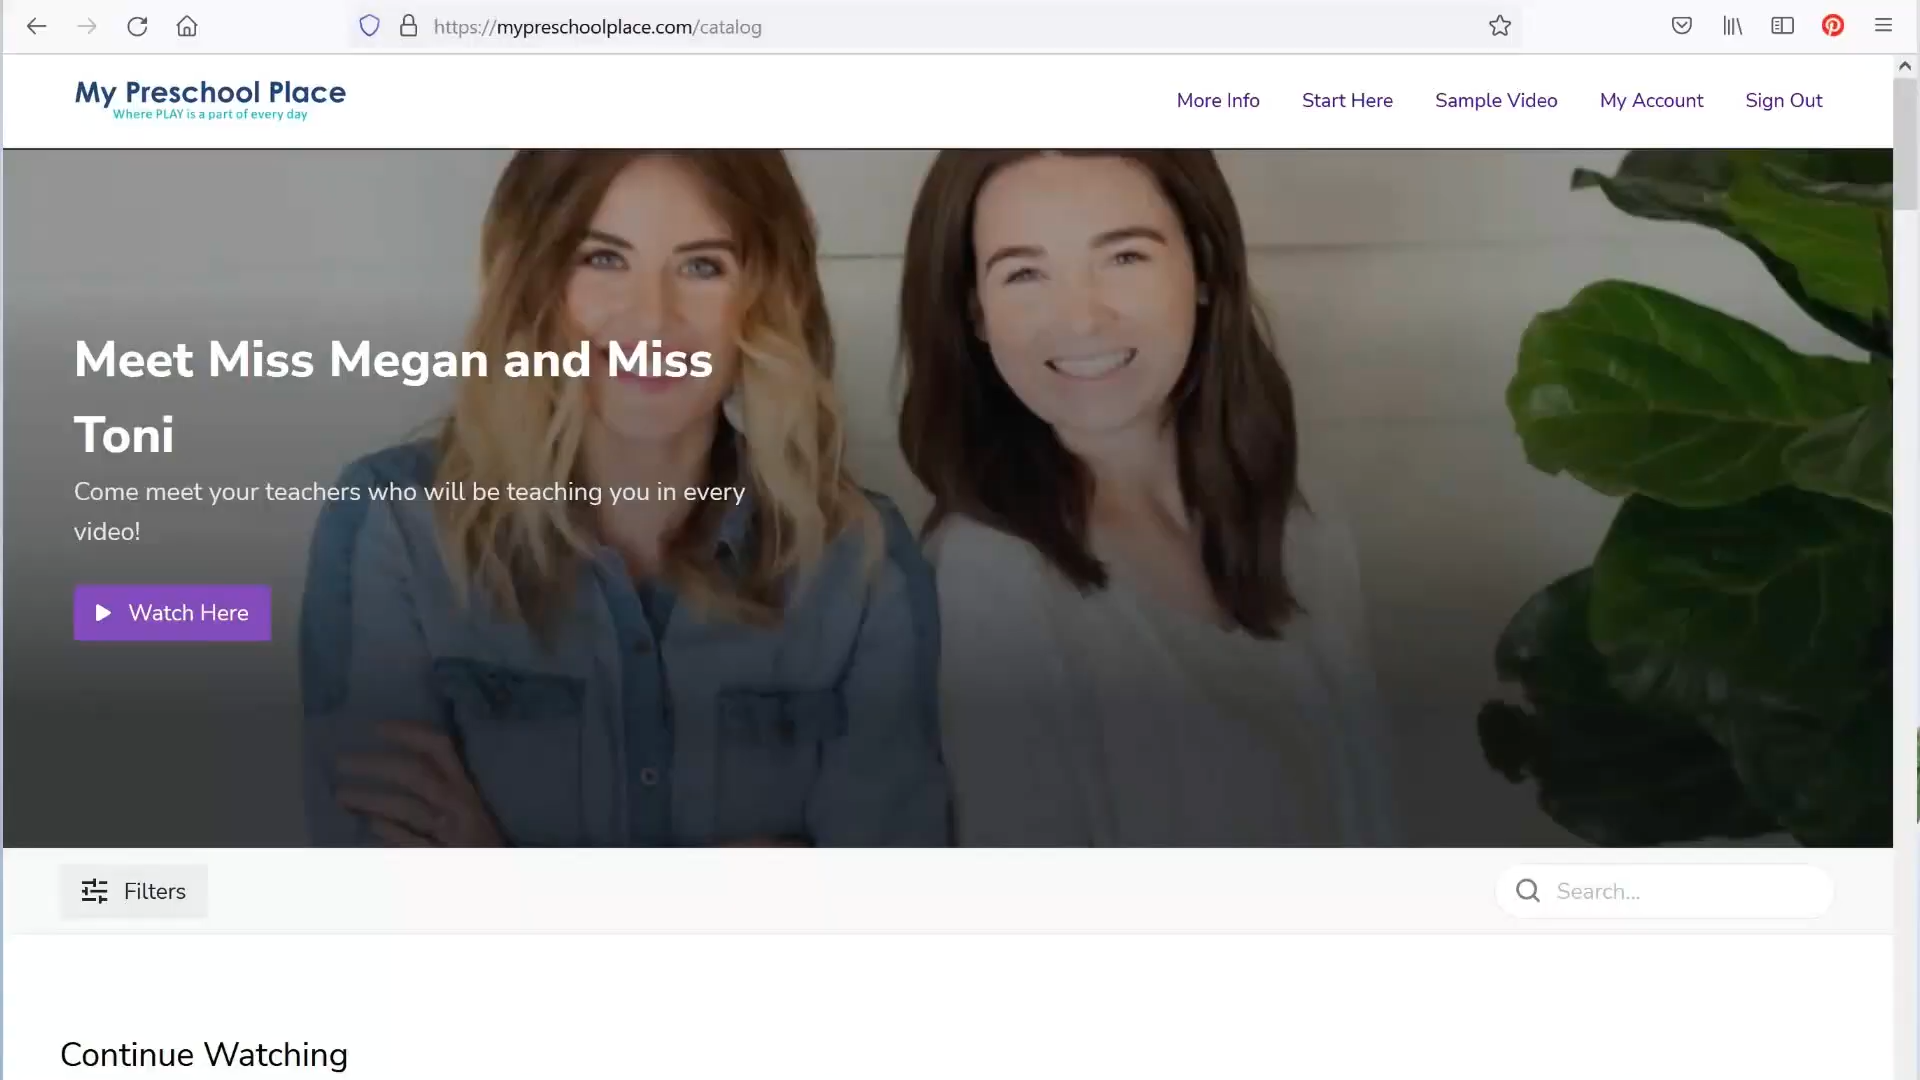 https://mypreschoolplace.com/catalog
My Preschool Place
Where PLAY is a part of every day
More Info
Start Here
Sample Video
My Account
Sign Out
Meet Miss Megan and Miss
Toni
Come meet your teachers who will be teaching you in every
video!
Watch Here
Filters
Search...
Continue Watching